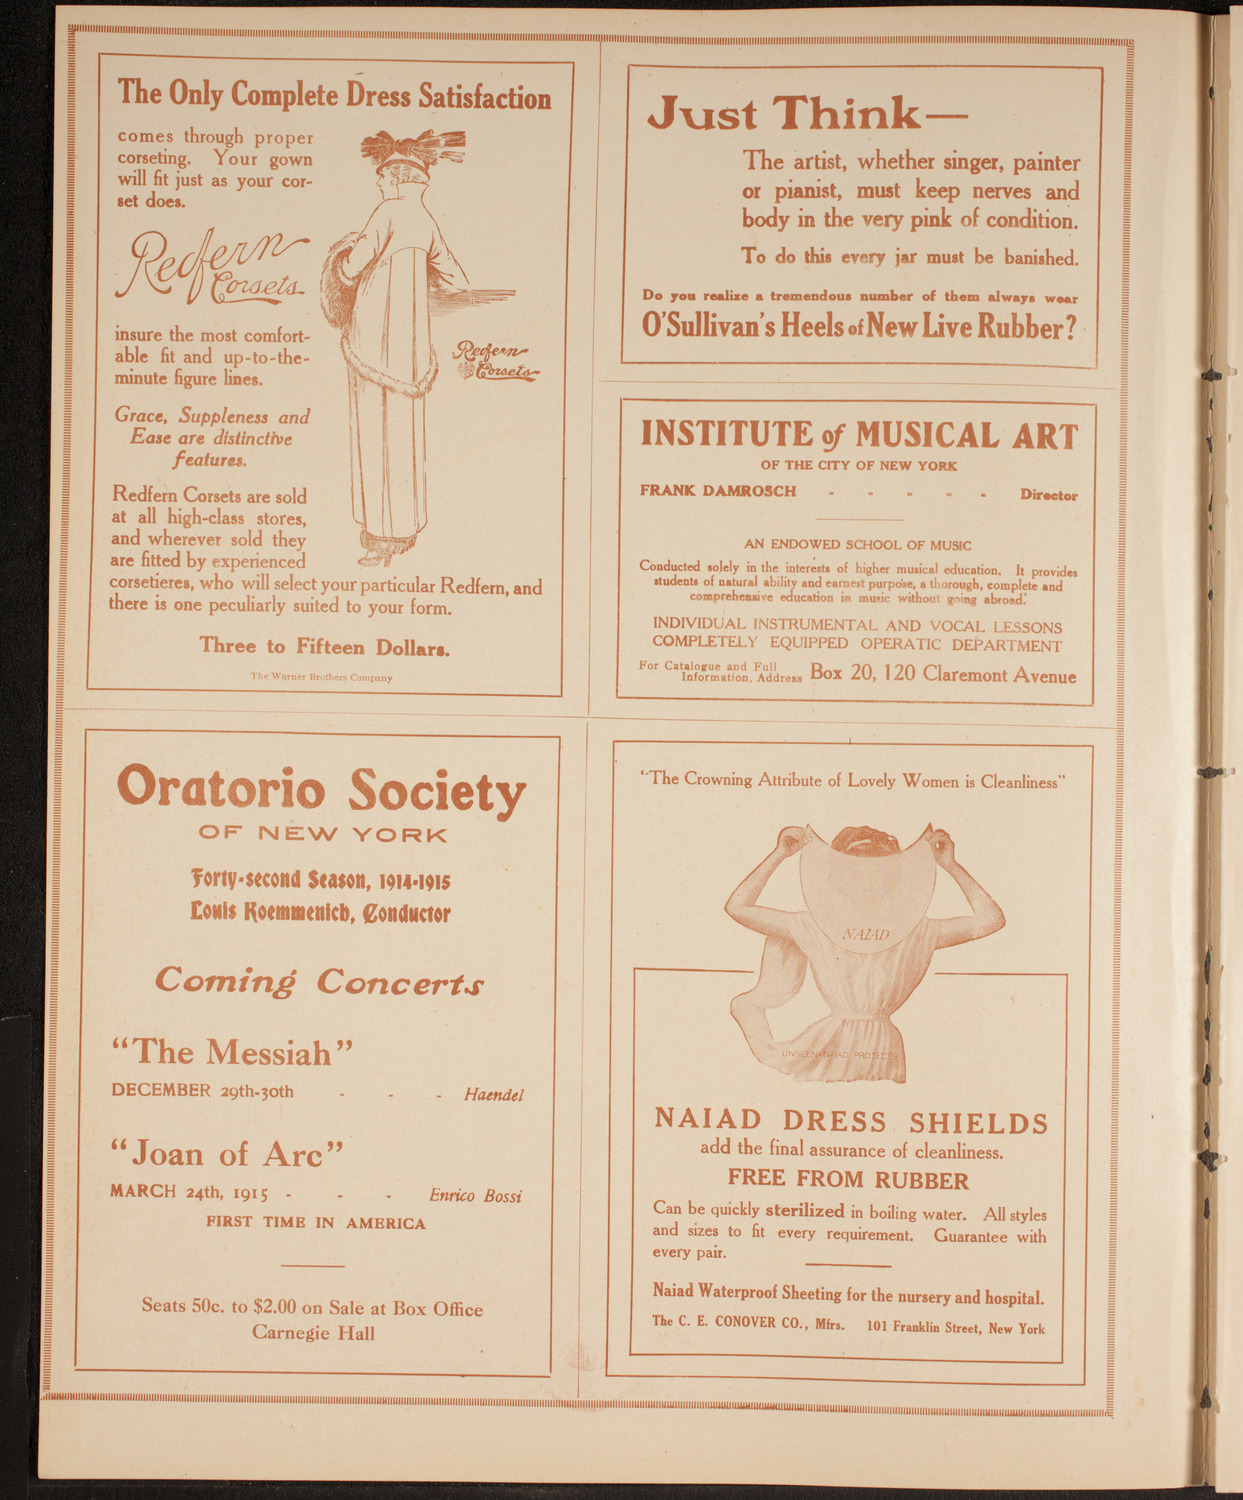 The Only Complete Dress Satisfaction
comes through proper
corseting. Your gown
will fit just as your cor-
set does.
Redfern
Corsets
insure the most comfort-
able fit and up-to-the-
minute figure lines.
Redfern
Corsets
Grace, Suppleness and
Ease are distinctive
features.
Redfern Corsets are sold
at all high-class stores,
and wherever sold they
are fitted by experienced
corsetieres, who will select your particular Redfern, and
there is one peculiarly suited to your form.
Three to Fifteen Dollars.
The Warner Brothers Company
Just Think—
The artist, whether singer, painter
or pianist, must keep nerves and
body in the very pink of condition.
To do this every jar must be banished.
Do you realize a tremendous number of them always wear
O'Sullivan's Heels of New Live Rubber?
INSTITUTE of MUSICAL ART
OF THE CITY OF NEW YORK
FRANK DAMROSCH - - - - - Director
AN ENDOWED SCHOOL OF MUSIC
Conducted solely in the interests of higher musical education. It provides
students of natural ability and earnest purpose, a thorough, complete and
comprehensive education in music without going abroad.
INDIVIDUAL INSTRUMENTAL AND VOCAL LESSONS
COMPLETELY EQUIPPED OPERATIC DEPARTMENT
For Catalogue and Full
Information, Address Box 20, 120 Claremont Avenue
Oratorio Society
OF NEW YORK
Forty-second Season, 1914-1915
Louis Koemmenich, Conductor
Coming Concerts
"The Messiah"
DECEMBER 29th-30th - - - Haendel
"Joan of Arc"
MARCH 24th, 1915 - - - Enrico Bossi
FIRST TIME IN AMERICA
Seats 50c. to $2.00 on Sale at Box Office
Carnegie Hall
"The Crowning Attribute of Lovely Women is Cleanliness"
NAIAD
UNSEEN-NAIAD PROTECTS
NAIAD DRESS SHIELDS
add the final assurance of cleanliness.
FREE FROM RUBBER
Can be quickly sterilized in boiling water. All styles
and sizes to fit every requirement. Guarantee with
every pair.
Naiad Waterproof Sheeting for the nursery and hospital.
The C. E. CONOVER CO., Mfrs. 101 Franklin Street, New York